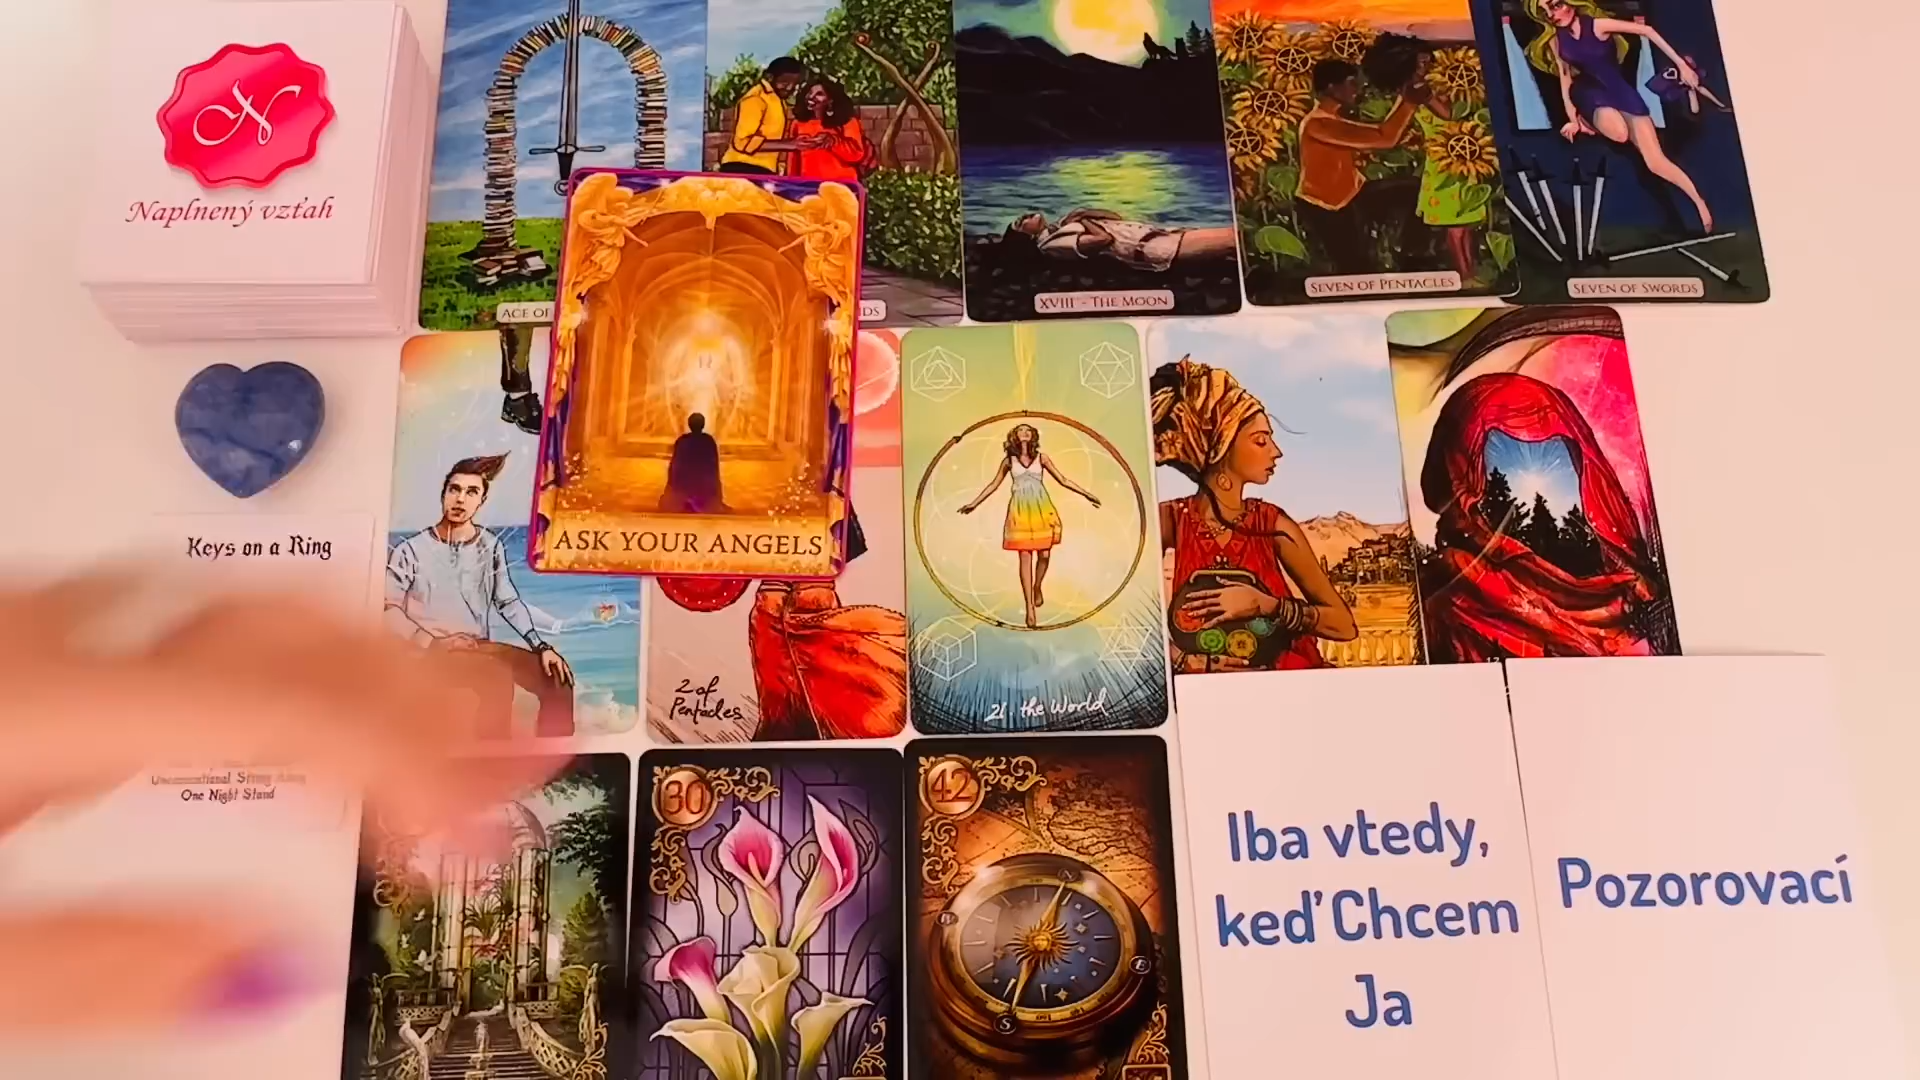 N
Naplnený vzťah
ACE OF
DS
XVIII - THE MOON
SEVEN OF PENTACLES
SEVEN OF SWORDS
ASK YOUR ANGELS
Keys on a Ring
2 of
Pentacles
21. the World
One Night Stand
30
42
N
E
S
W
Iba vtedy,
keď Chcem
Ja
Pozorovací